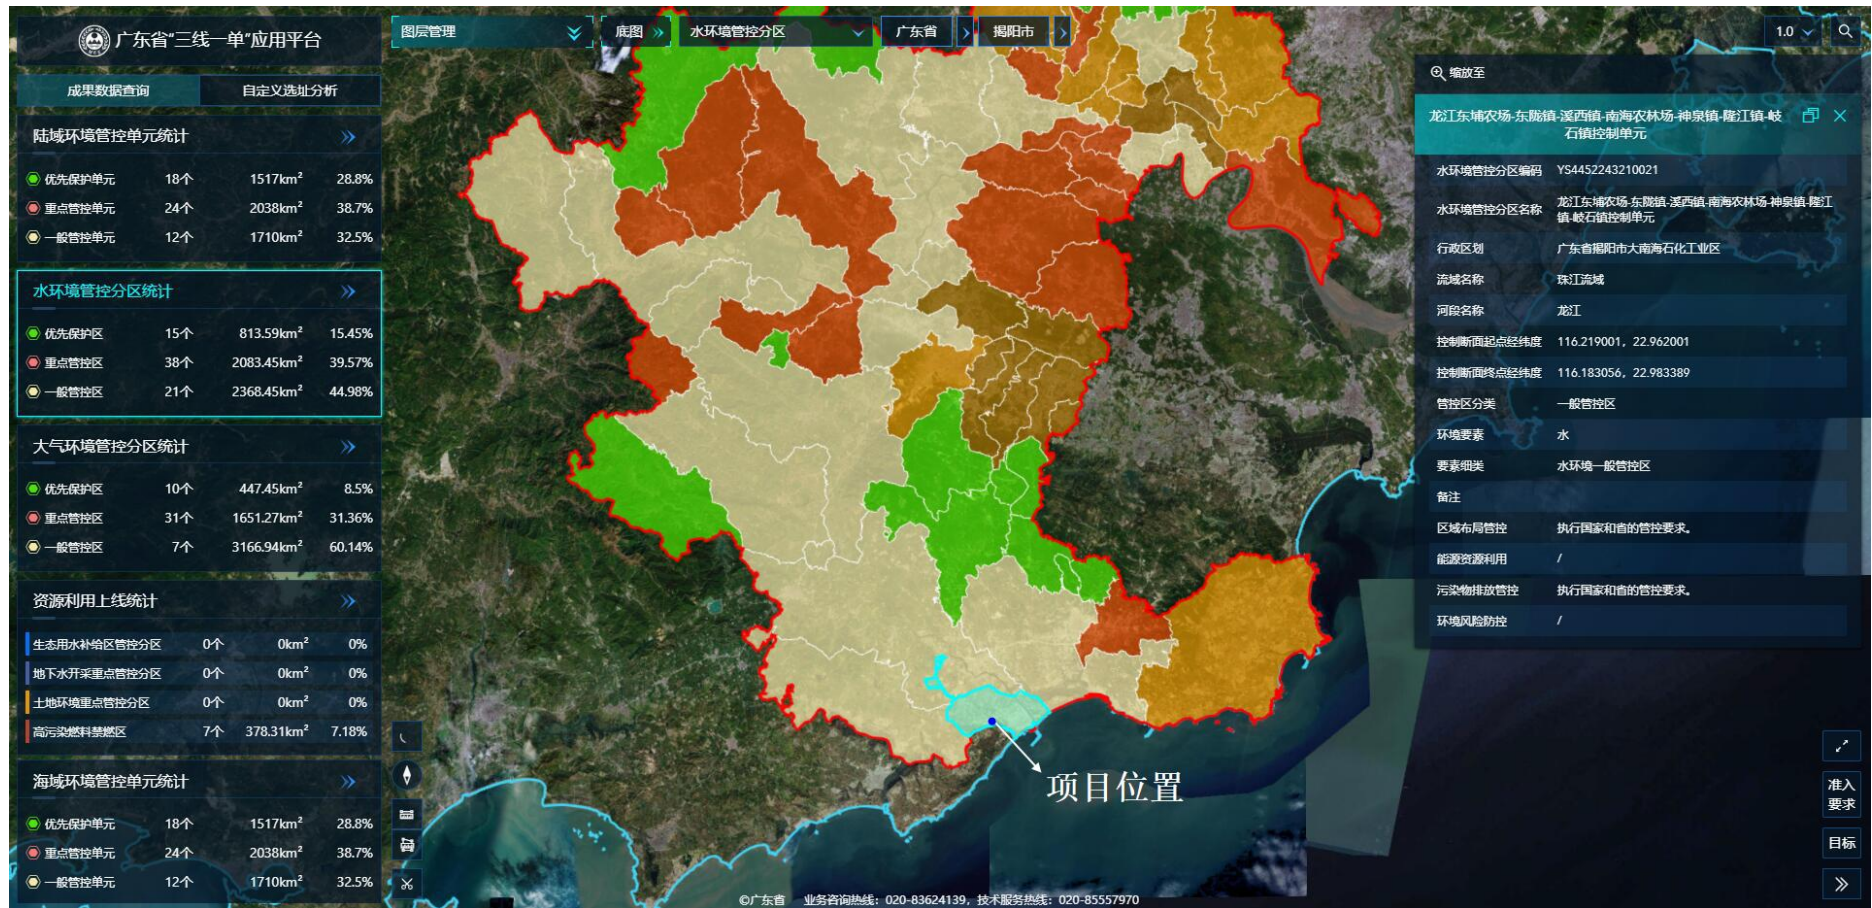 广东省“三线一单”应用平台
成果数据查询 自定义选址分析
陆域环境管控单元统计
优先保护单元 18个 1517km² 28.8%
重点管控单元 24个 2038km² 38.7%
一般管控单元 12个 1710km² 32.5%
水环境管控分区统计
优先保护区 15个 813.59km² 15.45%
重点管控区 38个 2083.45km² 39.57%
一般管控区 21个 2368.45km² 44.98%
大气环境管控分区统计
优先保护区 10个 447.45km² 8.5%
重点管控区 31个 1651.27km² 31.36%
一般管控区 7个 3166.94km² 60.14%
资源利用上线统计
生态用水补给区管控分区 0个 0km² 0%
地下水开采重点管控分区 0个 0km² 0%
土地环境重点管控分区 0个 0km² 0%
高污染燃料禁燃区 7个 378.31km² 7.18%
海域环境管控单元统计
优先保护单元 18个 1517km² 28.8%
重点管控单元 24个 2038km² 38.7%
一般管控单元 12个 1710km² 32.5%
图层管理 底图 水环境管控分区 广东省 揭阳市
1.0
缩放至
龙江东埔农场-东陇镇-溪西镇-南海农林场-神泉镇-隆江镇-岐
石镇控制单元
水环境管控分区编码 YS4452243210021
水环境管控分区名称 龙江东埔农场-东陇镇-溪西镇-南海农林场-神泉镇-隆江
镇-岐石镇控制单元
行政区划 广东省揭阳市大南海石化工业区
流域名称 珠江流域
河段名称 龙江
控制断面起点经纬度 116.219001，22.962001
控制断面终点经纬度 116.183056，22.983389
管控区分类 一般管控区
环境要素 水
要素细类 水环境一般管控区
备注
区域布局管控 执行国家和省的管控要求。
能源资源利用 /
污染物排放管控 执行国家和省的管控要求。
环境风险防控 /
项目位置
准入
要求
目标
©广东省 业务咨询热线：020-83624139，技术服务热线：020-85557970